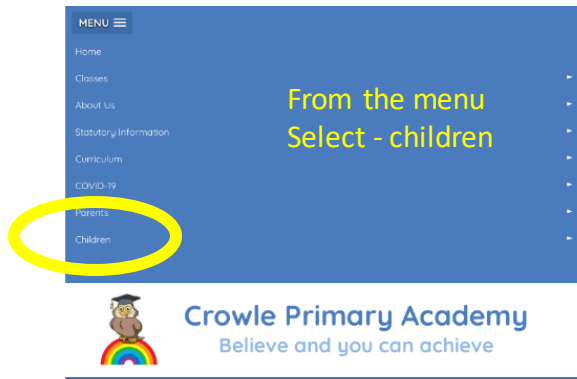 MENU
Home
Classes
About Us
Statutory Information
Curriculum
COVID-19
Parents
Children
From the menu
Select - children
Crowle Primary Academy
Believe and you can achieve